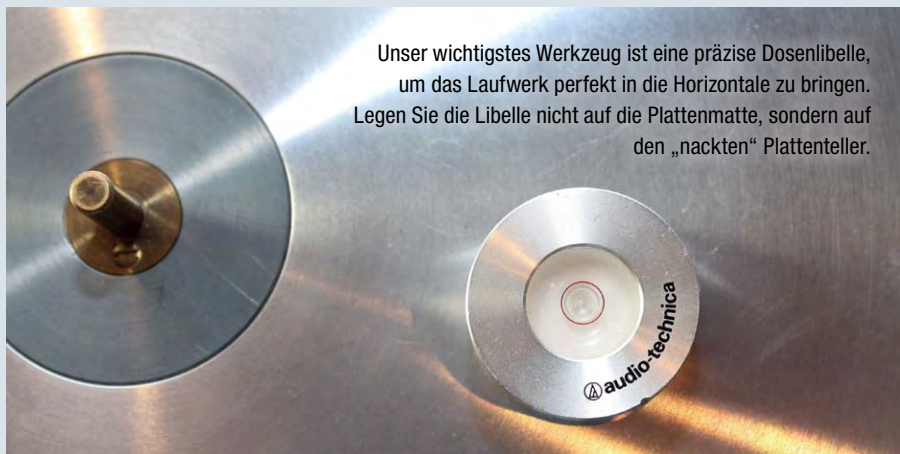 Unser wichtigstes Werkzeug ist eine präzise Dosenlibelle,
um das Laufwerk perfekt in die Horizontale zu bringen.
Legen Sie die Libelle nicht auf die Plattenmatte, sondern auf
den „nackten“ Plattenteller.
audio-technica